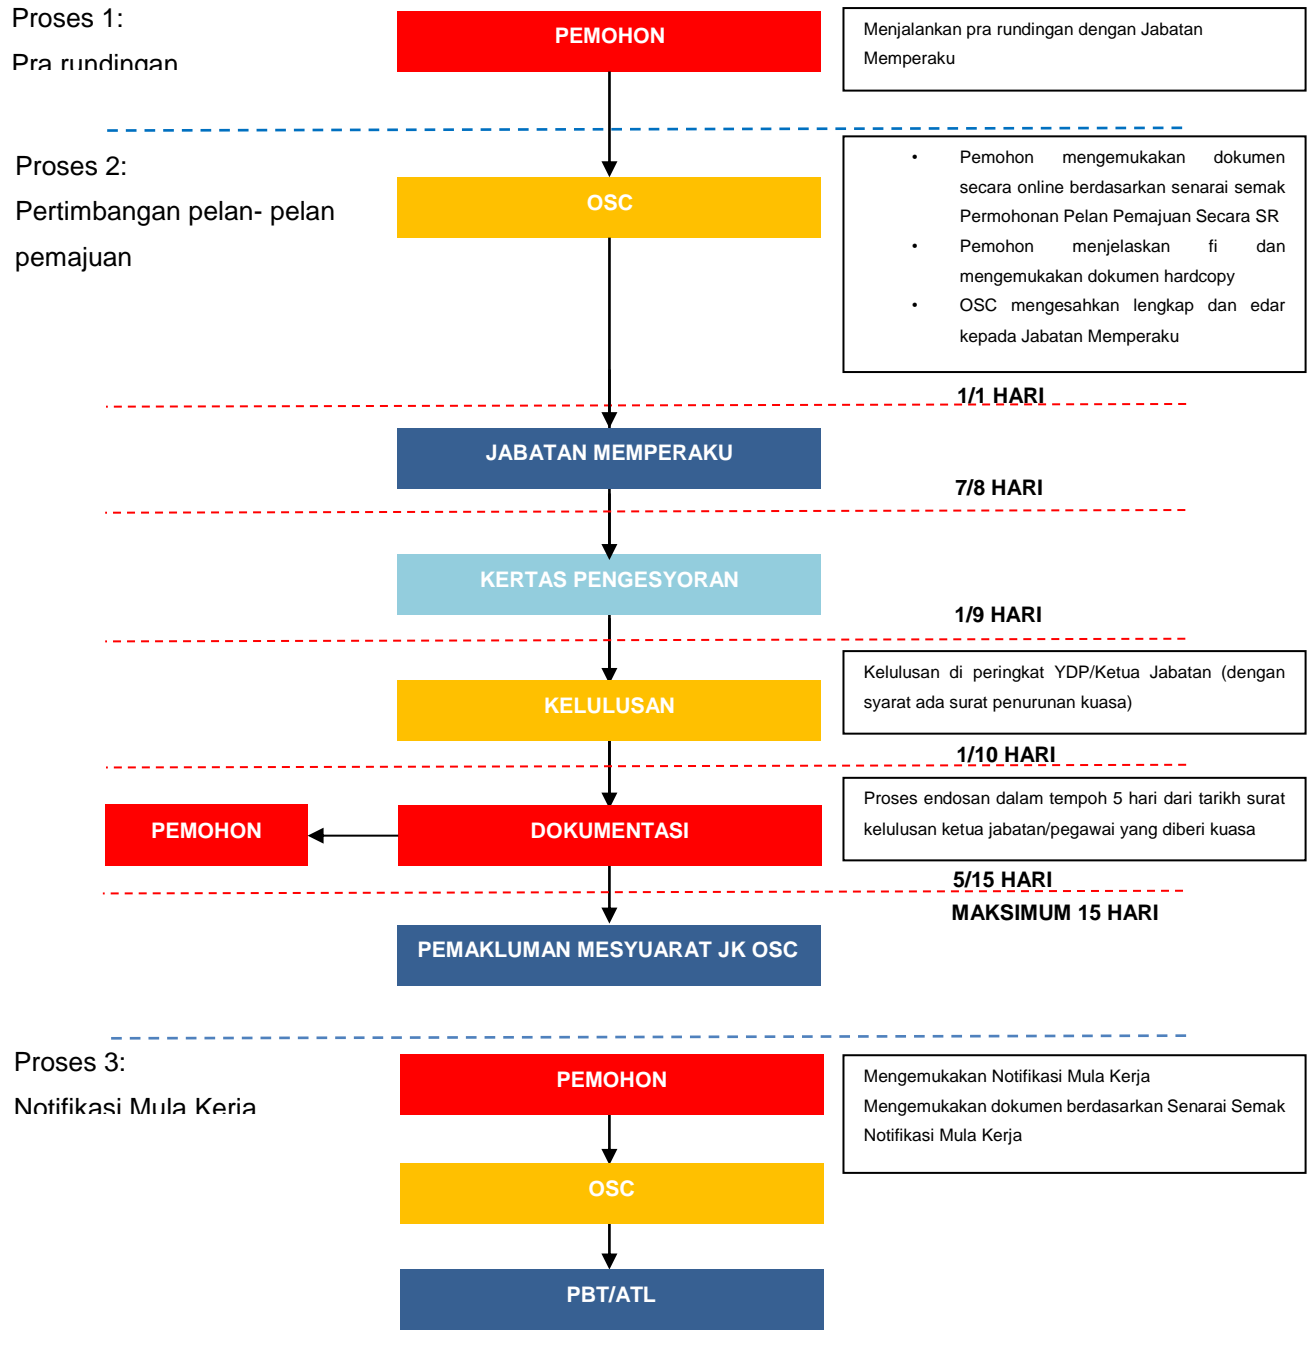 Proses 1:
Pra rundingan
PEMOHON
Menjalankan pra rundingan dengan Jabatan
Memperaku
Proses 2:
Pertimbangan pelan- pelan
pemajuan
OSC
• Pemohon mengemukakan dokumen
secara online berdasarkan senarai semak
Permohonan Pelan Pemajuan Secara SR
• Pemohon menjelaskan fi dan
mengemukakan dokumen hardcopy
• OSC mengesahkan lengkap dan edar
kepada Jabatan Memperaku
1/1 HARI
JABATAN MEMPERAKU
7/8 HARI
KERTAS PENGESYORAN
1/9 HARI
KELULUSAN
Kelulusan di peringkat YDP/Ketua Jabatan (dengan
syarat ada surat penurunan kuasa)
1/10 HARI
PEMOHON
DOKUMENTASI
Proses endosan dalam tempoh 5 hari dari tarikh surat
kelulusan ketua jabatan/pegawai yang diberi kuasa
5/15 HARI
MAKSIMUM 15 HARI
PEMAKLUMAN MESYUARAT JK OSC
Proses 3:
Notifikasi Mula Kerja
PEMOHON
Mengemukakan Notifikasi Mula Kerja
Mengemukakan dokumen berdasarkan Senarai Semak
Notifikasi Mula Kerja
OSC
PBT/ATL